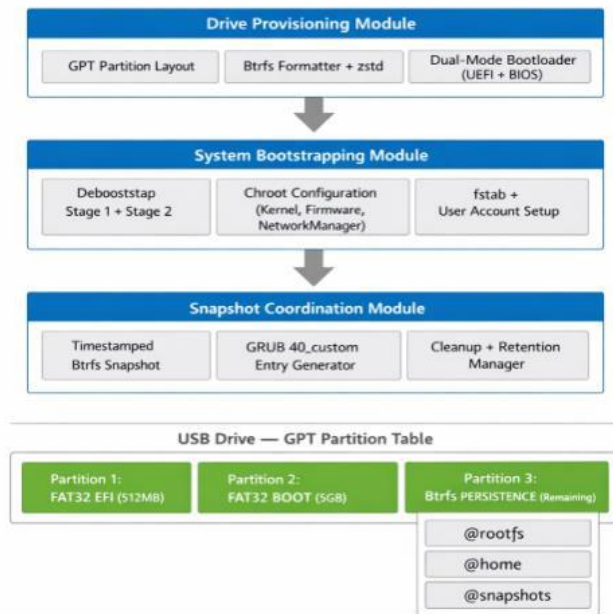 Drive Provisioning Module
GPT Partition Layout
Btrfs Formatter + zstd
Dual-Mode Bootloader
(UEFI + BIOS)
System Bootstrapping Module
Debooststap
Stage 1 + Stage 2
Chroot Configuration
(Kernel, Firmware,
NetworkManager)
fstab +
User Account Setup
Snapshot Coordination Module
Timestamped
Btrfs Snapshot
GRUB 40_custom
Entry Generator
Cleanup + Retention
Manager
USB Drive — GPT Partition Table
Partition 1:
FAT32 EFI (512MB)
Partition 2:
FAT32 BOOT (5GB)
Partition 3:
Btrfs PERSISTENCE (Remaining)
@rootfs
@home
@snapshots